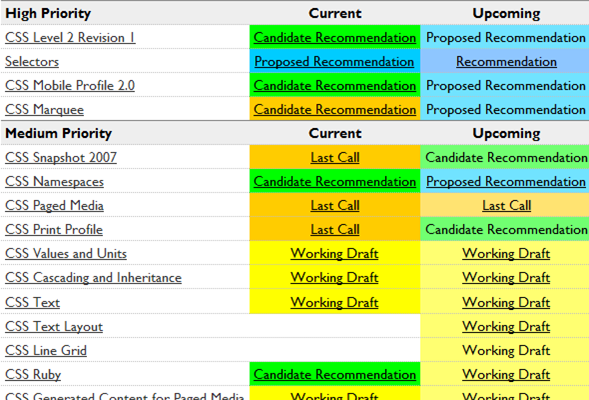 High Priority Current Upcoming
CSS Level 2 Revision 1 Candidate Recommendation Proposed Recommendation
Selectors Proposed Recommendation Recommendation
CSS Mobile Profile 2.0 Candidate Recommendation Proposed Recommendation
CSS Marquee Candidate Recommendation Proposed Recommendation
Medium Priority Current Upcoming
CSS Snapshot 2007 Last Call Candidate Recommendation
CSS Namespaces Candidate Recommendation Proposed Recommendation
CSS Paged Media Last Call Last Call
CSS Print Profile Last Call Candidate Recommendation
CSS Values and Units Working Draft Working Draft
CSS Cascading and Inheritance Working Draft Working Draft
CSS Text Working Draft Working Draft
CSS Text Layout Working Draft
CSS Line Grid Working Draft
CSS Ruby Candidate Recommendation Working Draft
CSS Generated Content for Paged Media Working Draft Working Draft